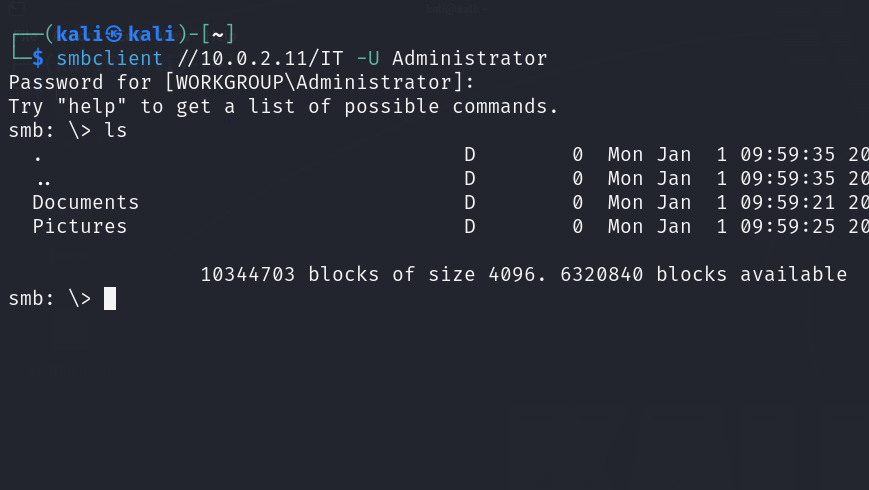 ┌──(kali㉿kali)-[~]
└─$ smbclient //10.0.2.11/IT -U Administrator
Password for [WORKGROUP\Administrator]:
Try "help" to get a list of possible commands.
smb: \> ls
. D 0 Mon Jan 1 09:59:35 20
.. D 0 Mon Jan 1 09:59:35 20
Documents D 0 Mon Jan 1 09:59:21 20
Pictures D 0 Mon Jan 1 09:59:25 20
10344703 blocks of size 4096. 6320840 blocks available
smb: \>